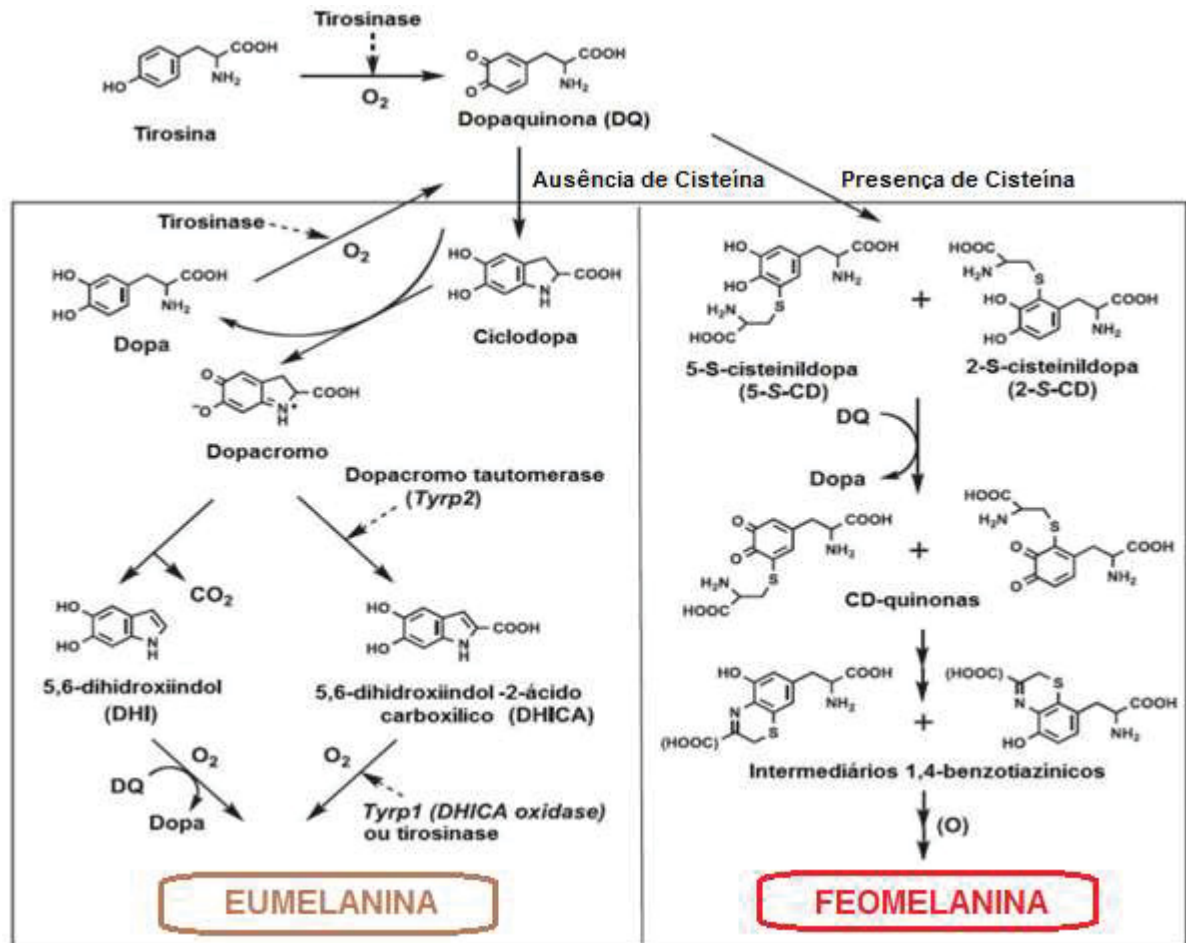 Tirosinase
COOH
NH2
HO
O2
Tirosina
O
O
COOH
NH2
Dopaquinona (DQ)
Ausência de Cisteína
Presença de Cisteína
Tirosinase
O2
HO
HO
COOH
NH2
Dopa
HO
HO
N
H
COOH
Ciclodopa
O
-O
N+
H
COOH
Dopacromo
Dopacromo tautomerase
(Tyrp2)
CO2
HO
HO
N
H
5,6-dihidroxiindol
(DHI)
HO
HO
N
H
COOH
5,6-dihidroxiindol -2-ácido
carboxílico (DHICA)
O2
DQ
Dopa
O2
Tyrp1 (DHICA oxidase)
ou tirosinase
EUMELANINA
HO
HO
COOH
NH2
S
H2N
HOOC
5-S-cisteinildopa
(5-S-CD)
+
HOOC
H2N
S
HO
HO
COOH
NH2
2-S-cisteinildopa
(2-S-CD)
DQ
Dopa
O
O
COOH
NH2
S
H2N
HOOC
+
HOOC
H2N
S
O
O
COOH
NH2
CD-quinonas
HO
COOH
NH2
N
S
(HOOC)
+
(HOOC)
S
N
HO
COOH
NH2
Intermediários 1,4-benzotiazínicos
(O)
FEOMELANINA